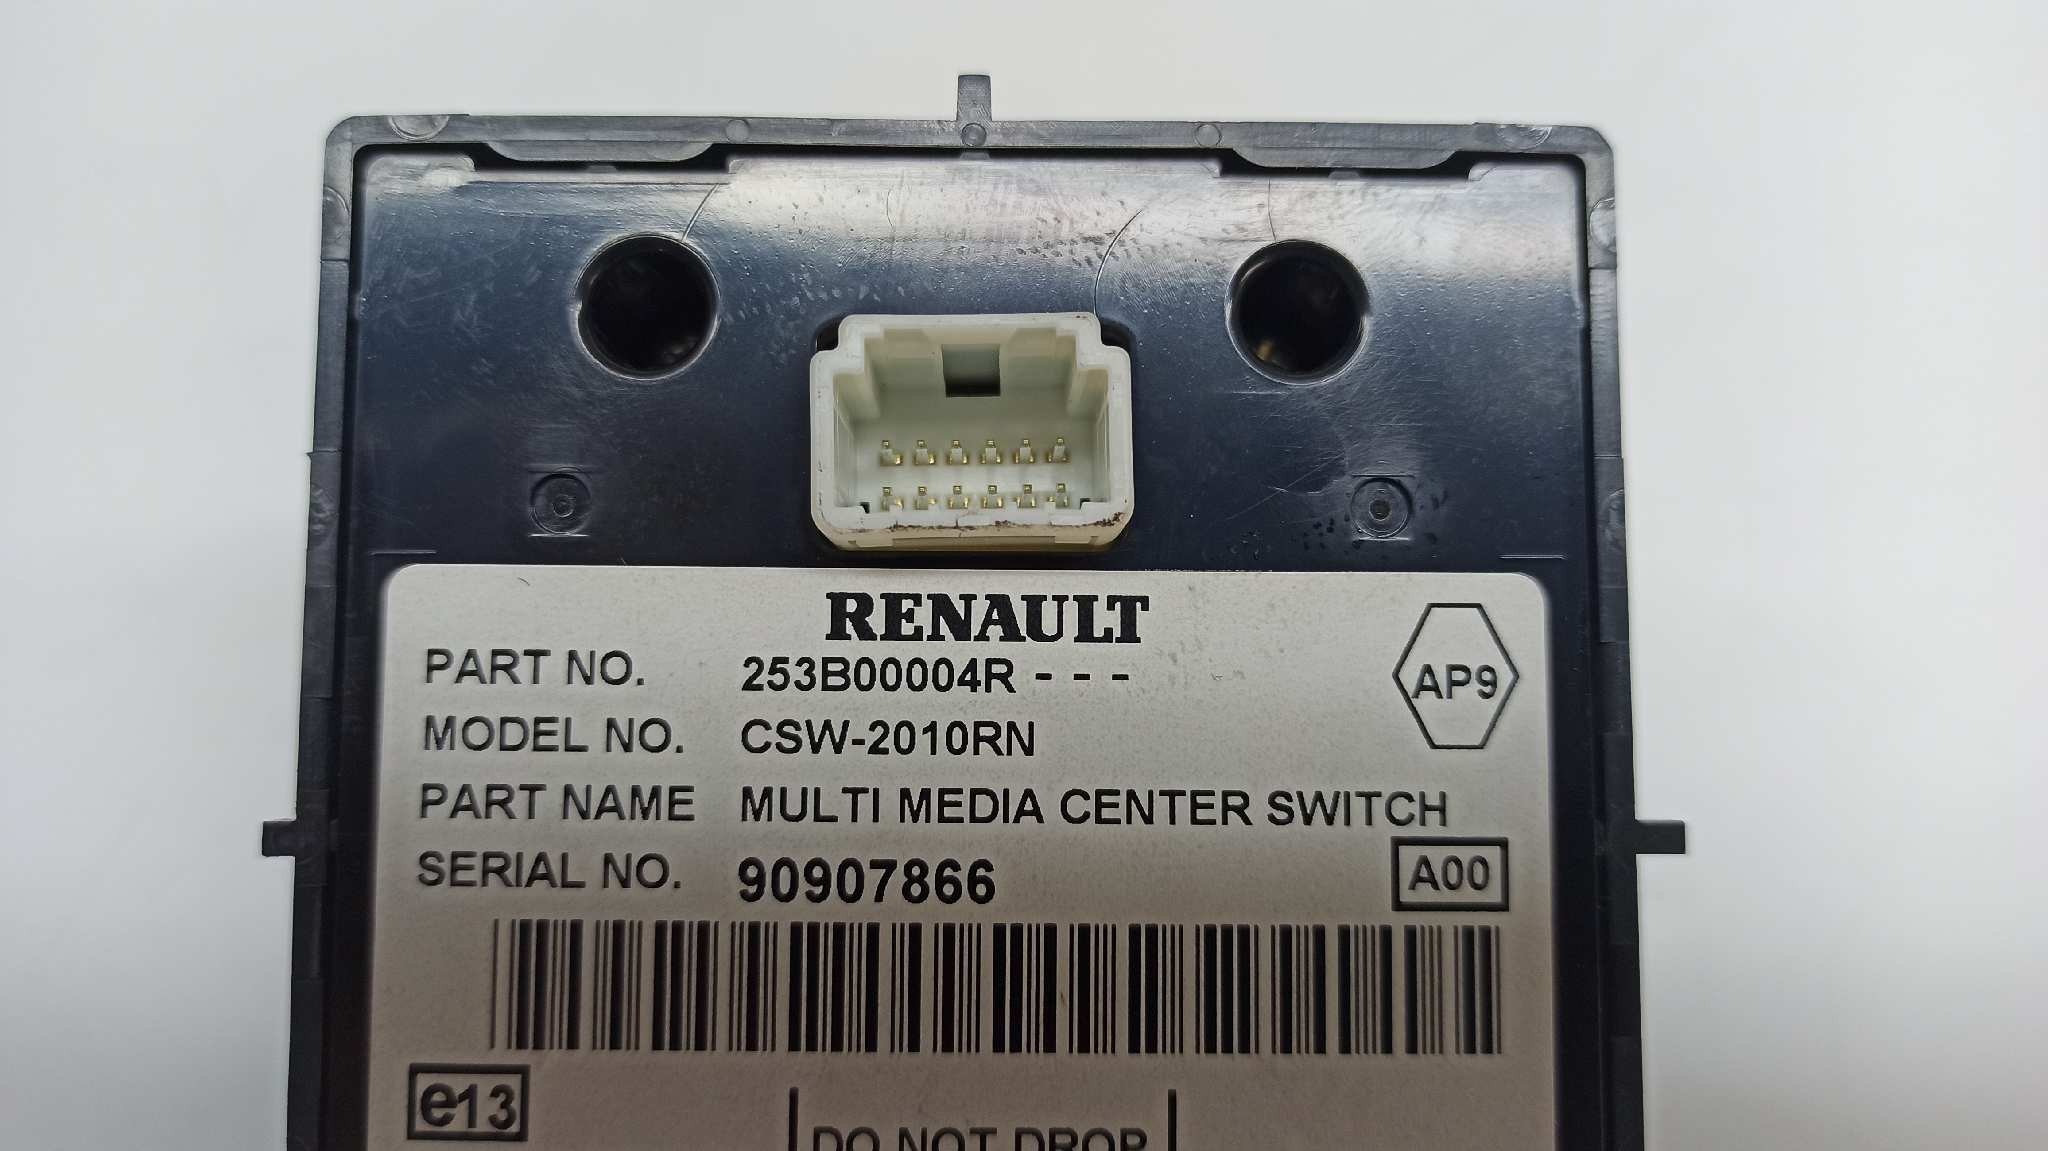 RENAULT
PART NO. 253B00004R - - -
AP9
MODEL NO. CSW-2010RN
PART NAME MULTI MEDIA CENTER SWITCH
SERIAL NO. 90907866
A00
e13
DO NOT DROP